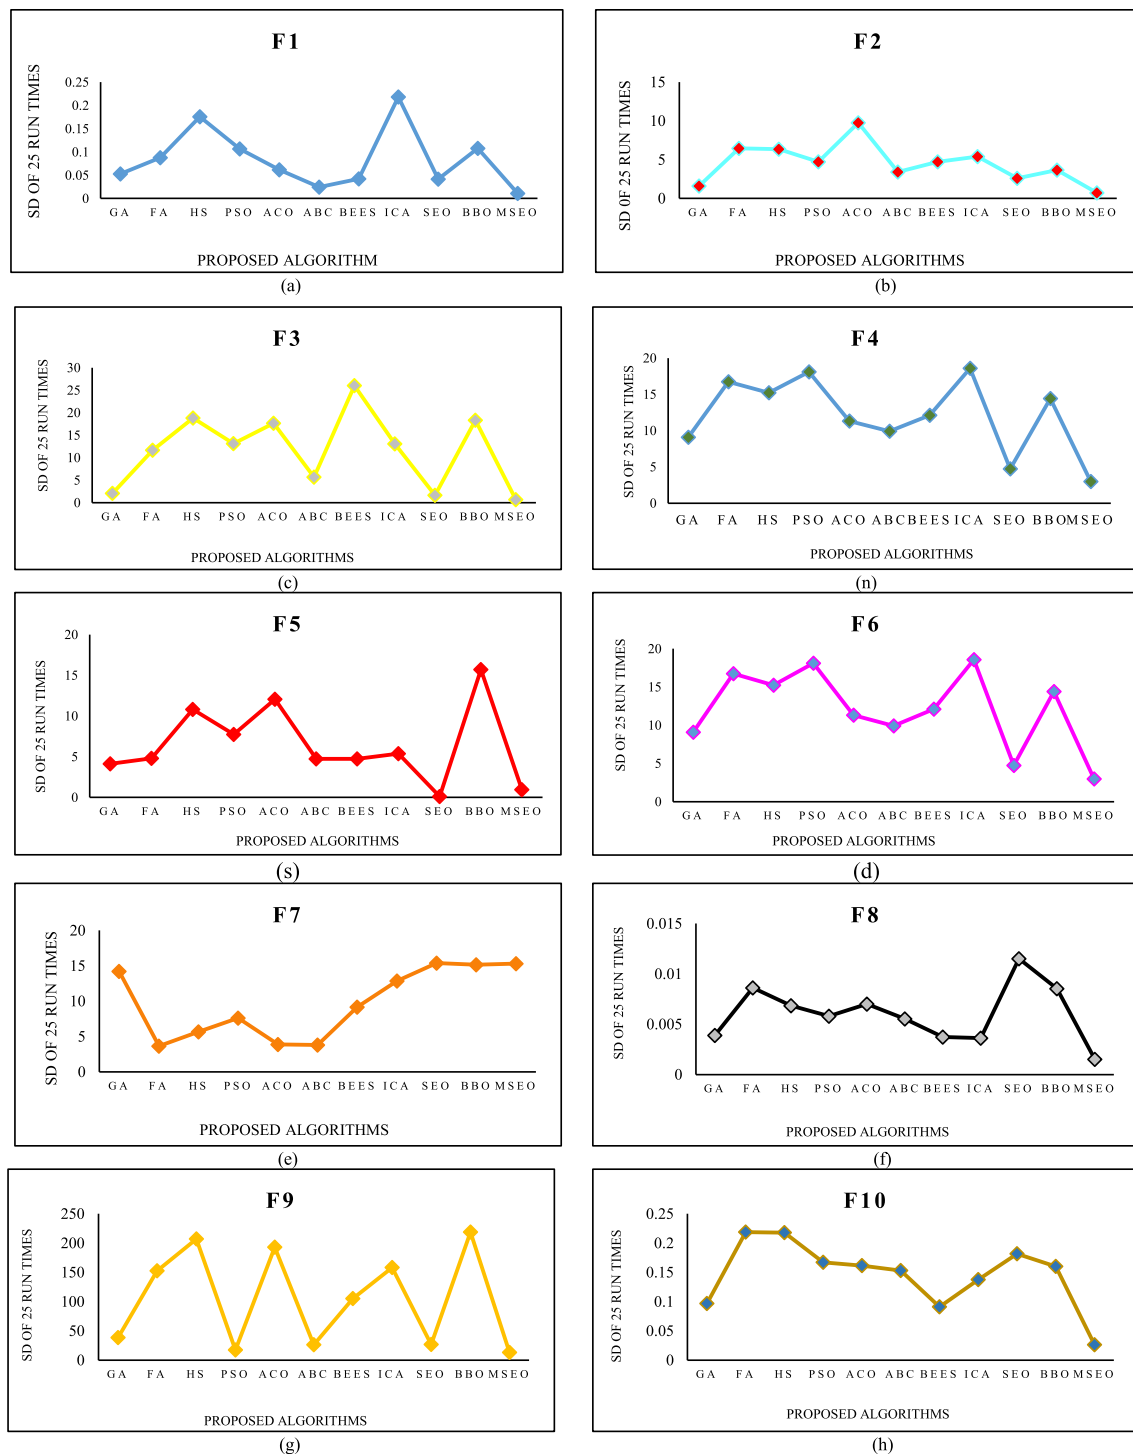 F1
SD OF 25 RUN TIMES
0.25
0.2
0.15
0.1
0.05
0
GA FA HS PSO ACO ABC BEES ICA SEO BBO MSEO
PROPOSED ALGORITHM
(a)
F2
SD 0F 25 RUN TIMES
15
10
5
0
GA FA HS PSO ACO ABC BEES ICA SEO BBO MSEO
PROPOSED ALGORITHMS
(b)
F3
SD OF 25 RUN TIMES
30
25
20
15
10
5
0
GA FA HS PSO ACO ABC BEES ICA SEO BBO MSEO
PROPOSED ALGORITHMS
(c)
F4
SD OF 25 RUN TIMES
20
15
10
5
0
GA FA HS PSO ACO ABC BEES ICA SEO BBO MSEO
PROPOSED ALGORITHMS
(n)
F5
SD OF 25 RUN TIMES
20
15
10
5
0
GA FA HS PSO ACO ABC BEES ICA SEO BBO MSEO
PROPOSED ALGORITHMS
(s)
F6
SD OF 25 RUN TIMES
20
15
10
5
0
GA FA HS PSO ACO ABC BEES ICA SEO BBO MSEO
PROPOSED ALGORITHMS
(d)
F7
SD OF 25 RUN TIMES
20
15
10
5
0
GA FA HS PSO ACO ABC BEES ICA SEO BBO MSEO
PROPOSED ALGORITHMS
(e)
F8
SD OF 25 RUN TIMES
0.015
0.01
0.005
0
GA FA HS PSO ACO ABC BEES ICA SEO BBO MSEO
PROPOSED ALGORITHMS
(f)
F9
SD OF 25 RUN TIMES
250
200
150
100
50
0
GA FA HS PSO ACO ABC BEES ICA SEO BBO MSEO
PROPOSED ALGORITHMS
(g)
F10
SD OF 25 RUN TIMES
0.25
0.2
0.15
0.1
0.05
0
GA FA HS PSO ACO ABC BEES ICA SEO BBO MSEO
PROPOSED ALGORITHMS
(h)